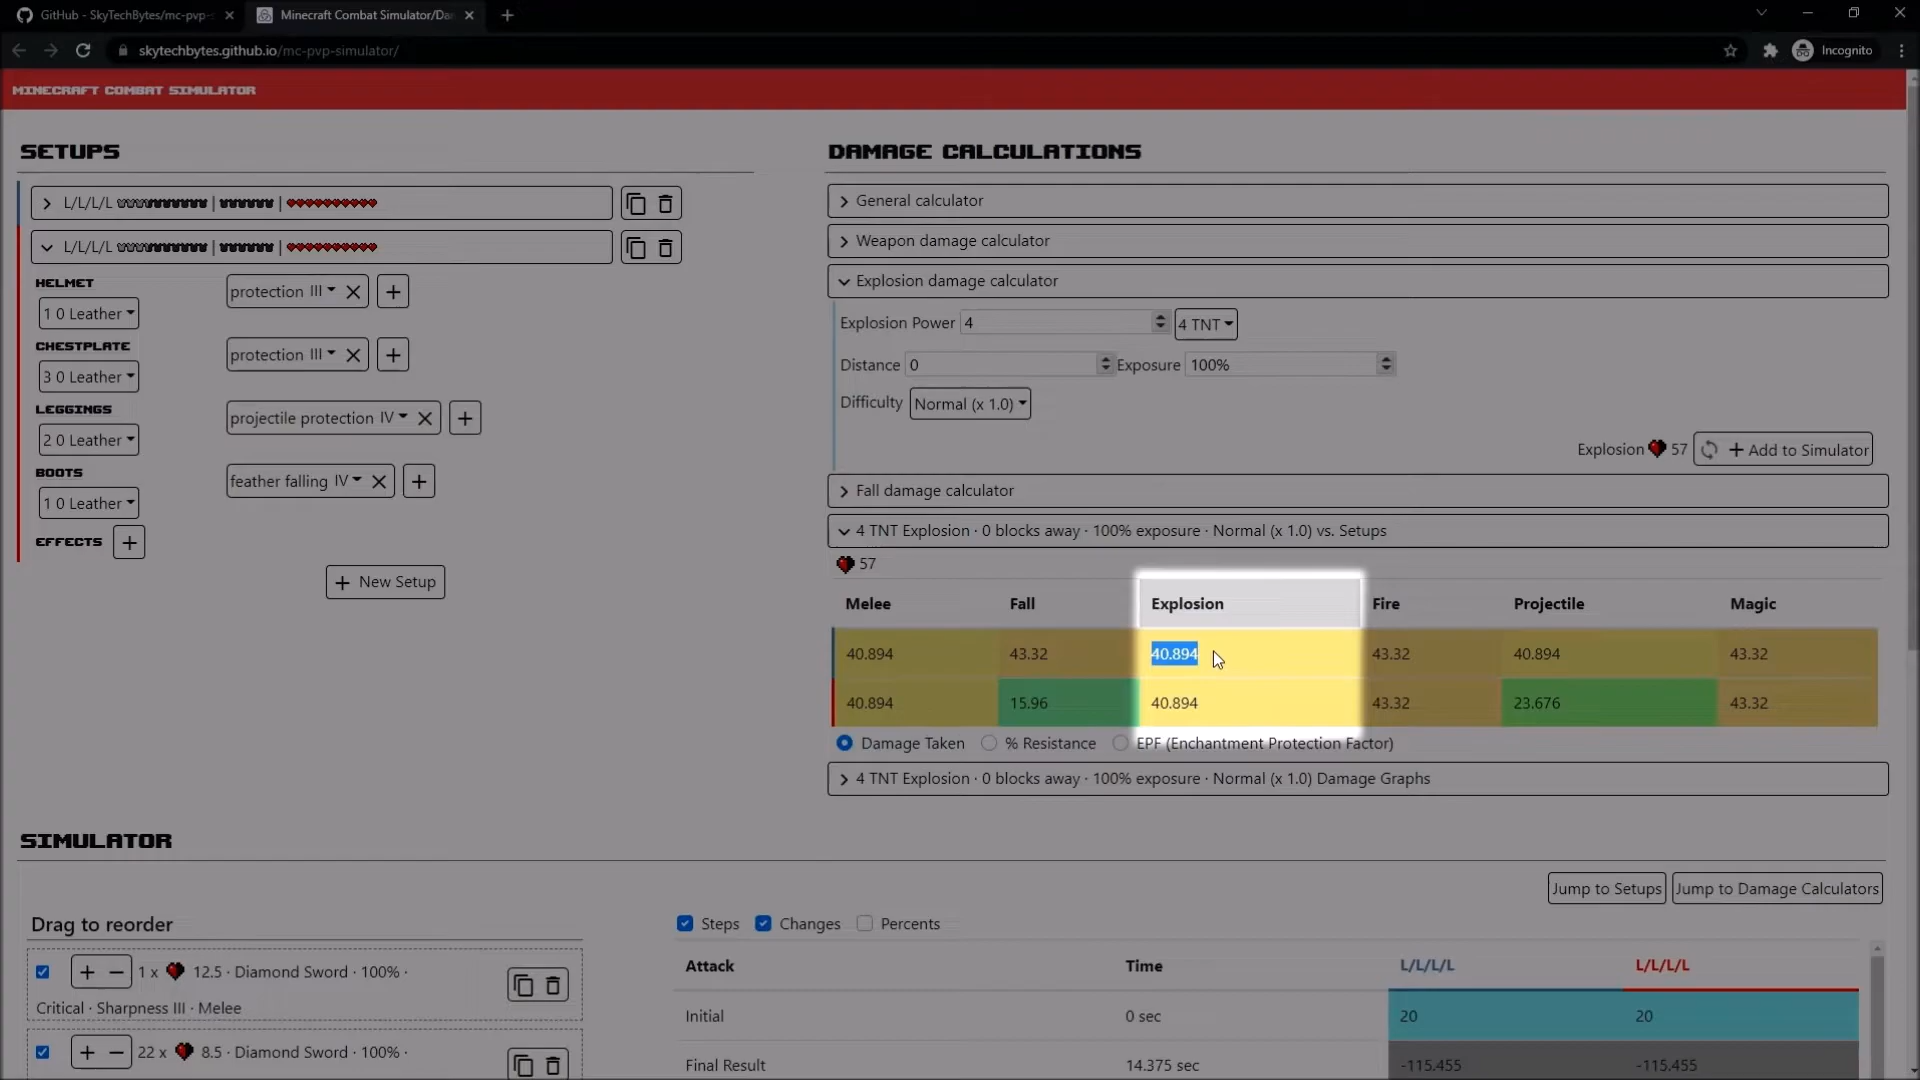 GitHub - SkyTechBytes/mc-pvp-s
Minecraft Combat Simulator/Da
skytechbytes.github.io/mc-pvp-simulator/
Incognito
MINECRAFT COMBAT SIMULATOR
SETUPS
L/L/L/L | |
L/L/L/L | |
HELMET
protection III
1 0 Leather
CHESTPLATE
protection III
3 0 Leather
LEGGINGS
projectile protection IV
2 0 Leather
BOOTS
feather falling IV
1 0 Leather
EFFECTS
+ New Setup
DAMAGE CALCULATIONS
General calculator
Weapon damage calculator
Explosion damage calculator
Explosion Power 4 4 TNT
Distance 0 Exposure 100%
Difficulty Normal (x 1.0)
Explosion 57 + Add to Simulator
Fall damage calculator
4 TNT Explosion · 0 blocks away · 100% exposure · Normal (x 1.0) vs. Setups
57
Melee Fall Explosion Fire Projectile Magic
40.894 43.32 40.894 43.32 40.894 43.32
40.894 15.96 40.894 43.32 23.676 43.32
Damage Taken % Resistance EPF (Enchantment Protection Factor)
4 TNT Explosion · 0 blocks away · 100% exposure · Normal (x 1.0) Damage Graphs
SIMULATOR
Jump to Setups Jump to Damage Calculators
Drag to reorder
+ − 1 x 12.5 · Diamond Sword · 100% ·
Critical · Sharpness III · Melee
+ − 22 x 8.5 · Diamond Sword · 100% ·
Steps Changes Percents
Attack Time L/L/L/L L/L/L/L
Initial 0 sec 20 20
Final Result 14.375 sec -115.455 -115.455